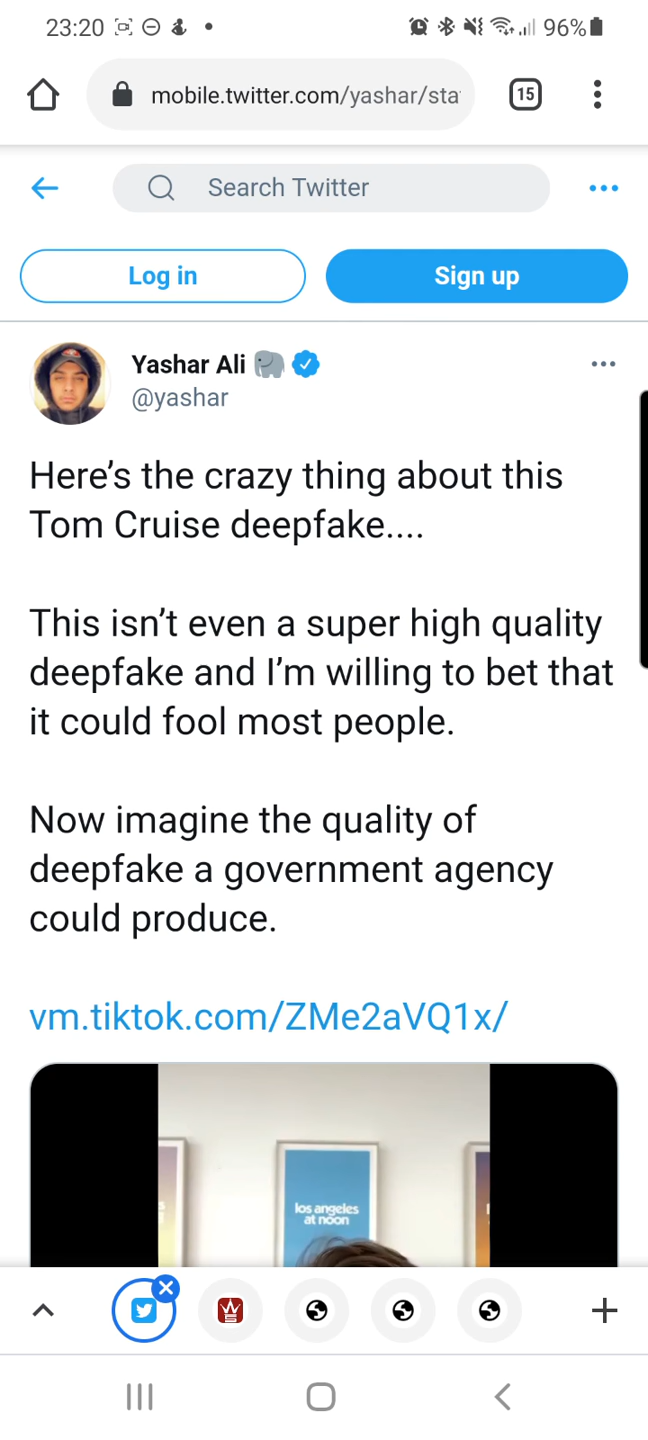 23:20 96%
mobile.twitter.com/yashar/sta
15
Search Twitter
Log in
Sign up
Yashar Ali
@yashar
Here’s the crazy thing about this
Tom Cruise deepfake....
This isn’t even a super high quality
deepfake and I’m willing to bet that
it could fool most people.
Now imagine the quality of
deepfake a government agency
could produce.
vm.tiktok.com/ZMe2aVQ1x/
los angeles
at noon